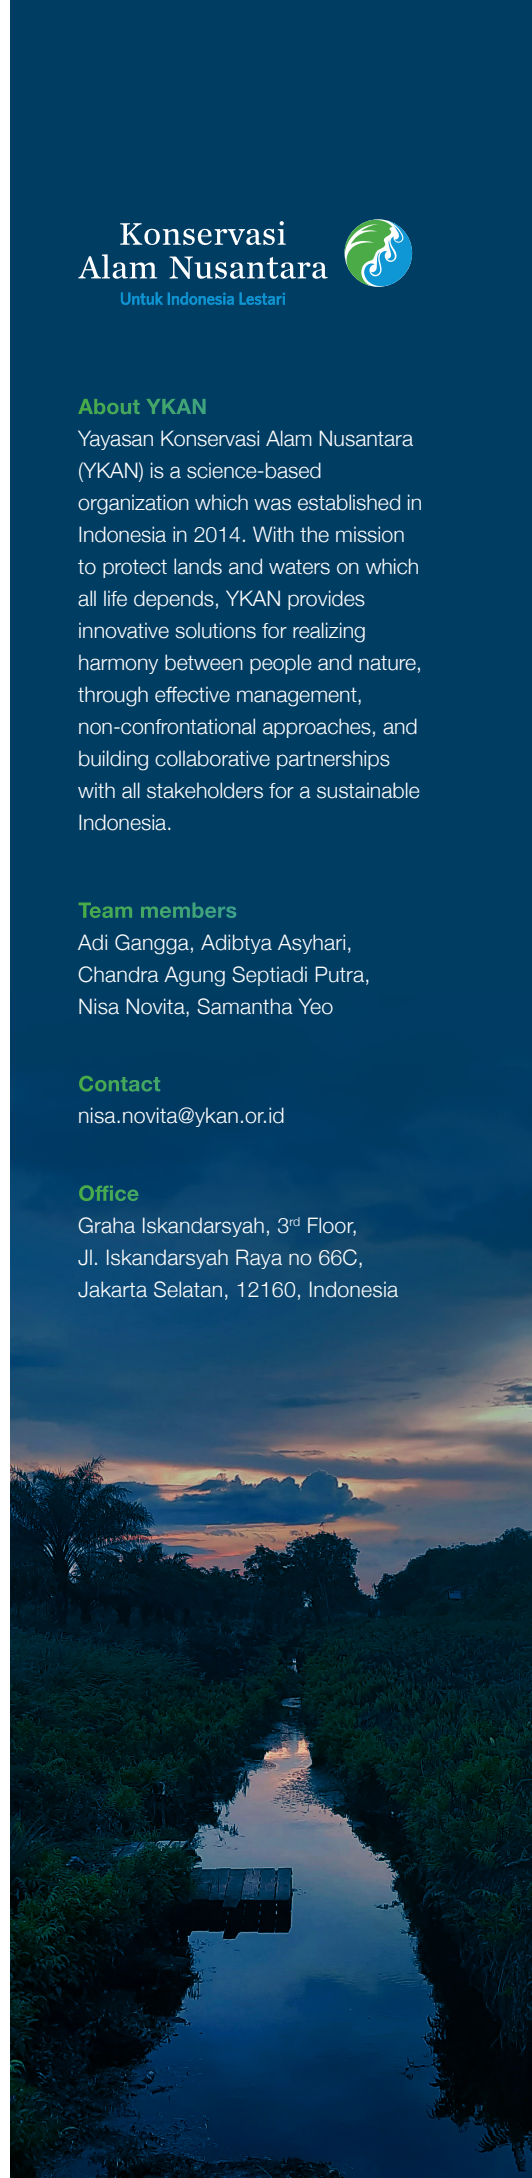 Konservasi
Alam Nusantara
Untuk Indonesia Lestari
About YKAN
Yayasan Konservasi Alam Nusantara
(YKAN) is a science-based
organization which was established in
Indonesia in 2014. With the mission
to protect lands and waters on which
all life depends, YKAN provides
innovative solutions for realizing
harmony between people and nature,
through effective management,
non-confrontational approaches, and
building collaborative partnerships
with all stakeholders for a sustainable
Indonesia.
Team members
Adi Gangga, Adibtya Asyhari,
Chandra Agung Septiadi Putra,
Nisa Novita, Samantha Yeo
Contact
nisa.novita@ykan.or.id
Office
Graha Iskandarsyah, 3rd Floor,
Jl. Iskandarsyah Raya no 66C,
Jakarta Selatan, 12160, Indonesia